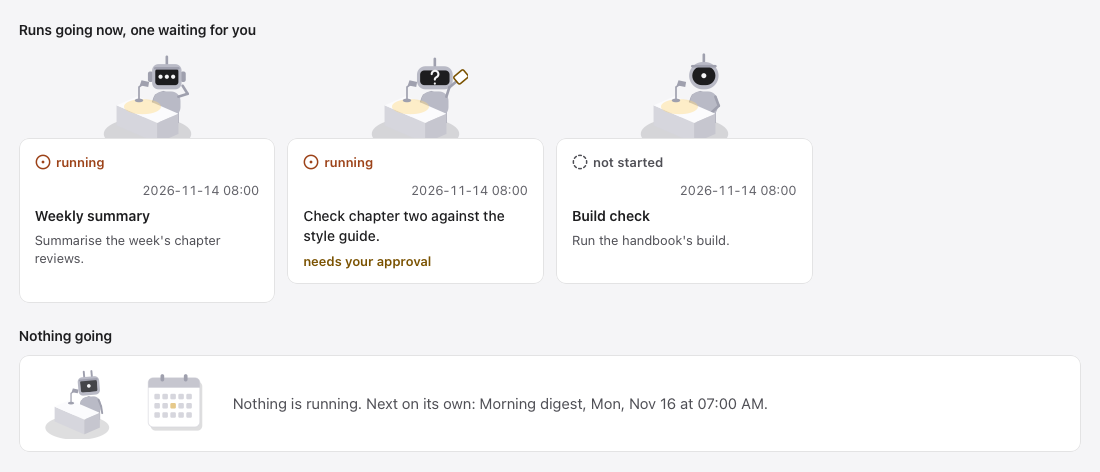 Runs going now, one waiting for you
?
running
2026-11-14 08:00
Weekly summary
Summarise the week's chapter
reviews.
running
2026-11-14 08:00
Check chapter two against the
style guide.
needs your approval
not started
2026-11-14 08:00
Build check
Run the handbook's build.
Nothing going
Nothing is running. Next on its own: Morning digest, Mon, Nov 16 at 07:00 AM.